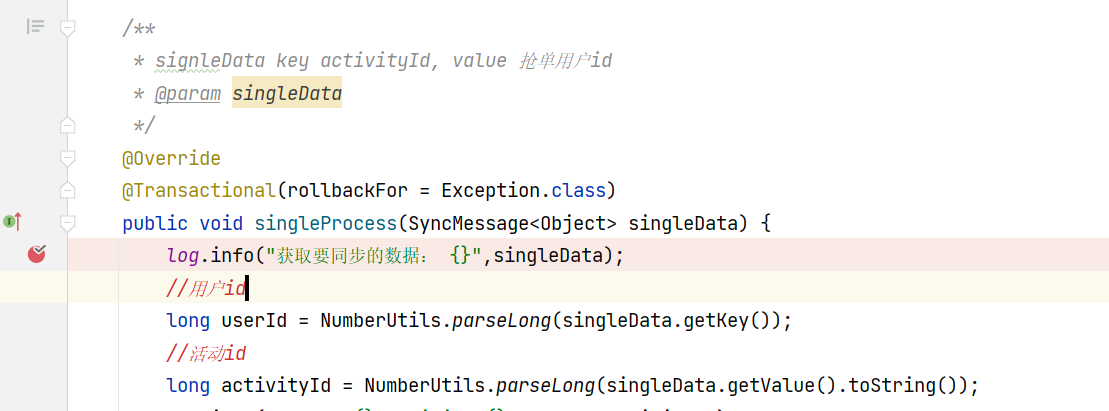 /**
* signleData key activityId, value 抢单用户id
* @param singleData
*/
@Override
@Transactional(rollbackFor = Exception.class)
public void singleProcess(SyncMessage<Object> singleData) {
log.info("获取要同步的数据： {}",singleData);
//用户id
long userId = NumberUtils.parseLong(singleData.getKey());
//活动id
long activityId = NumberUtils.parseLong(singleData.getValue().toString());